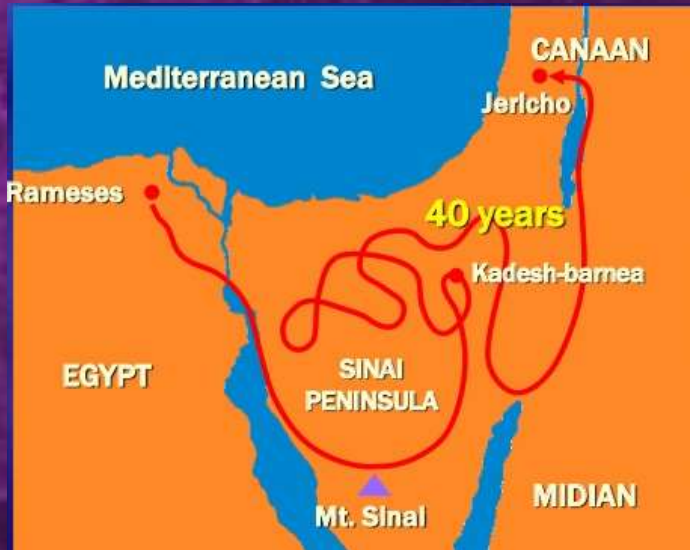 Mediterranean Sea
CANAAN
Jericho
Rameses
40 years
Kadesh-barnea
EGYPT
SINAI
PENINSULA
MIDIAN
Mt. Sinai